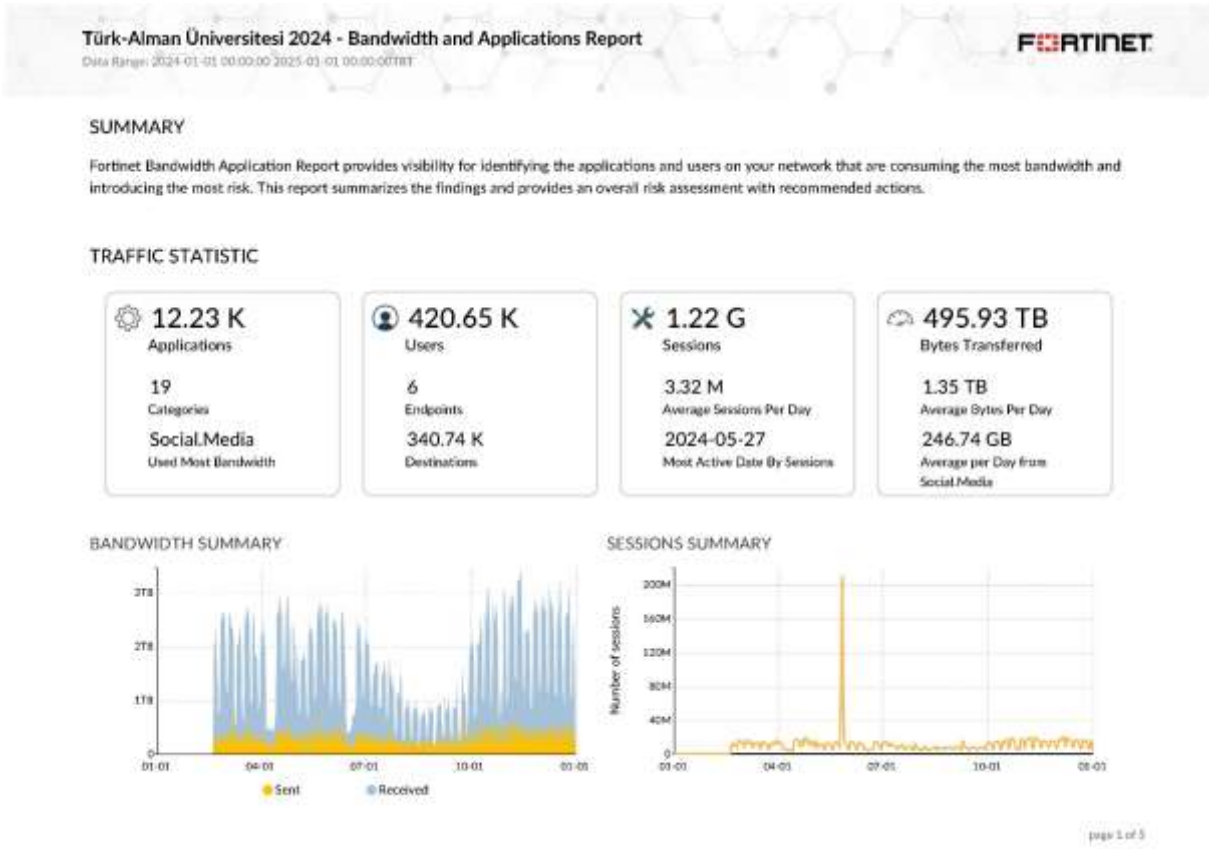 Türk-Alman Üniversitesi 2024 - Bandwidth and Applications Report
Data Range: 2024-01-01 00:00:00 2025-01-01 00:00:00TRT
FORTINET
SUMMARY
Fortinet Bandwidth Application Report provides visibility for identifying the applications and users on your network that are consuming the most bandwidth and
introducing the most risk. This report summarizes the findings and provides an overall risk assessment with recommended actions.
TRAFFIC STATISTIC
12.23 K
Applications
19
Categories
Social.Media
Used Most Bandwidth
420.65 K
Users
6
Endpoints
340.74 K
Destinations
1.22 G
Sessions
3.32 M
Average Sessions Per Day
2024-05-27
Most Active Date By Sessions
495.93 TB
Bytes Transferred
1.35 TB
Average Bytes Per Day
246.74 GB
Average per Day from
Social.Media
BANDWIDTH SUMMARY
3TB
2TB
1TB
0
01-01 04-01 07-01 10-01 01-01
Sent Received
SESSIONS SUMMARY
Number of sessions
200M
160M
120M
80M
40M
0
01-01 04-01 07-01 10-01 01-01
page 1 of 5